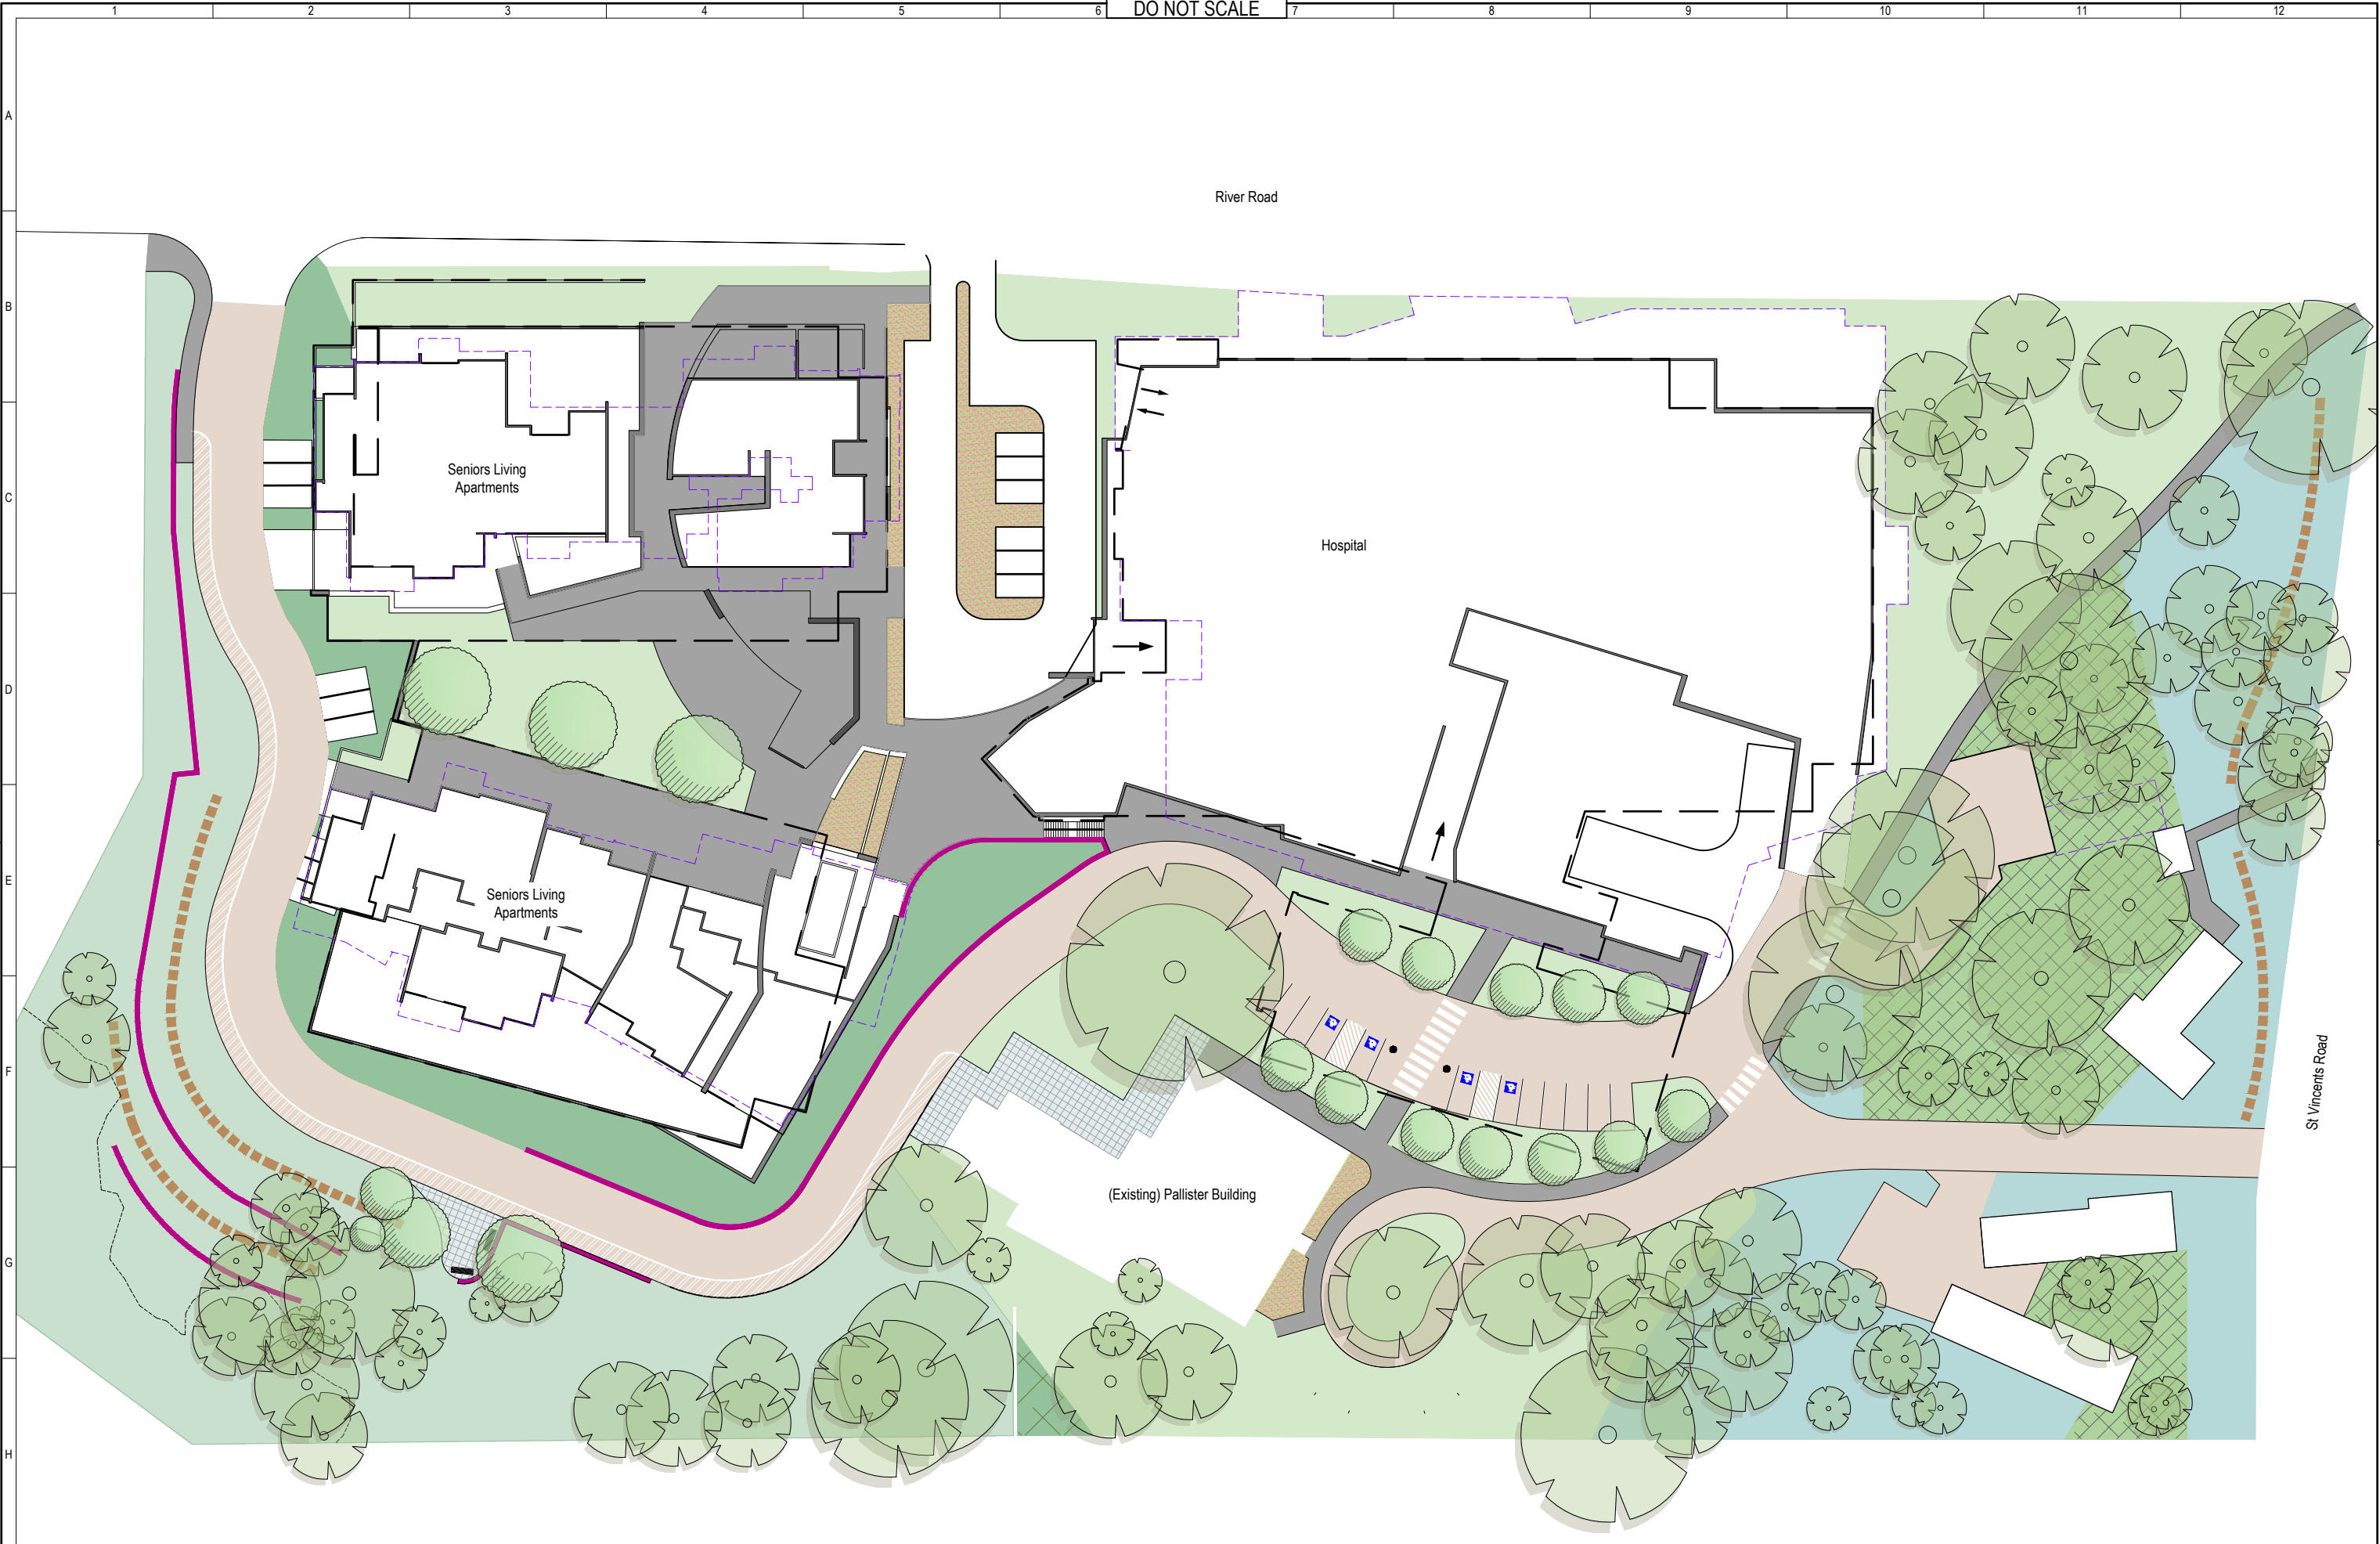 1 2 3 4 5 6 DO NOT SCALE 7 8 9 10 11 12
A
River Road
B
Seniors Living
Apartments
C
Hospital
D
E
Seniors Living
Apartments
F
St Vincents Road
(Existing) Pallister Building
G
H